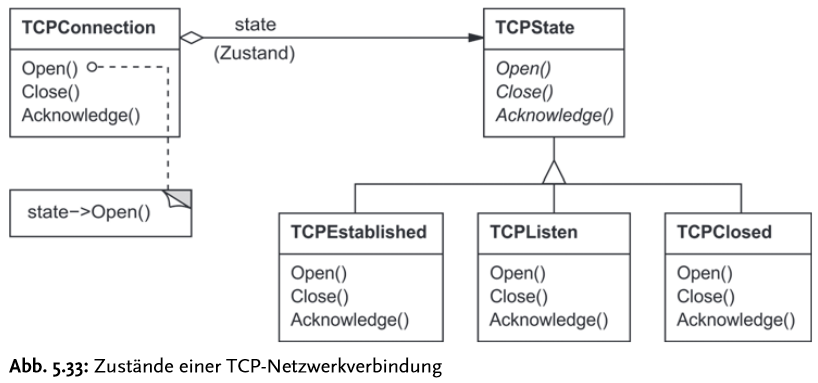 TCPConnection
Open()
Close()
Acknowledge()
state
(Zustand)
TCPState
Open()
Close()
Acknowledge()
state->Open()
TCPEstablished
Open()
Close()
Acknowledge()
TCPListen
Open()
Close()
Acknowledge()
TCPClosed
Open()
Close()
Acknowledge()
Abb. 5.33: Zustände einer TCP-Netzwerkverbindung